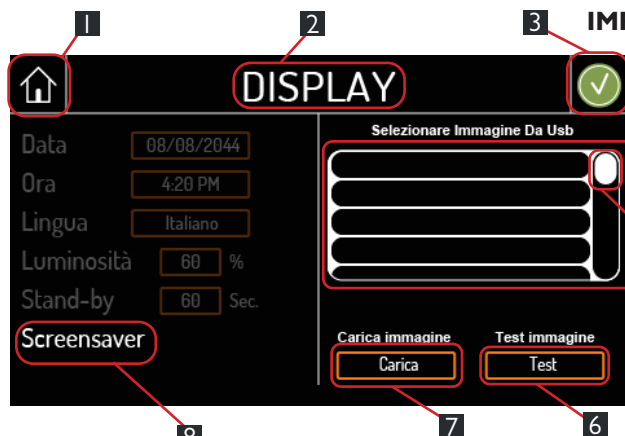 1
2
3
DISPLAY
Data
08/08/2044
Ora
4:20 PM
Lingua
Italiano
Luminosità
60
%
Stand-by
60
Sec.
Screensaver
Selezionare Immagine Da Usb
Carica immagine
Test immagine
Carica
Test
7
6